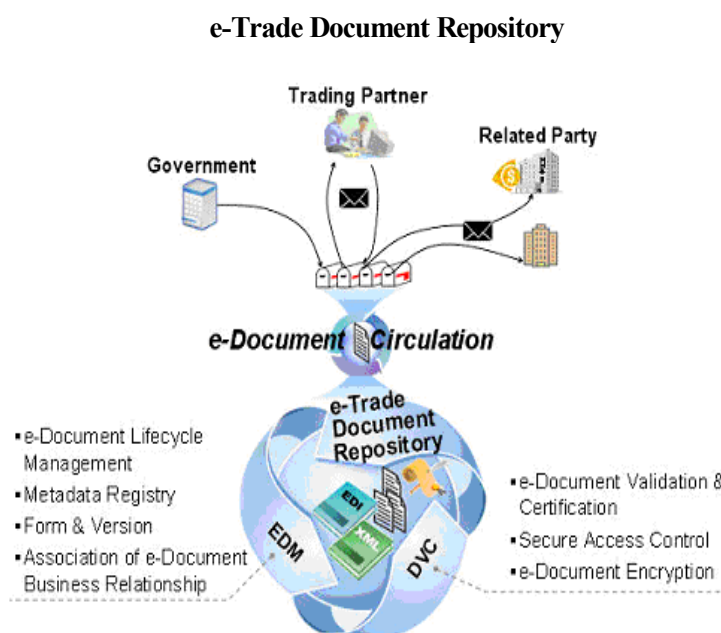 e-Trade Document Repository
Trading Partner
Related Party
Government
e-Document Circulation
e-Trade
Document
Repository
▪e-Document Lifecycle
Management
▪Metadata Registry
▪Form & Version
▪Association of e-Document
Business Relationship
EDI
XML
EDM
DVC
▪e-Document Validation &
Certification
▪Secure Access Control
▪e-Document Encryption